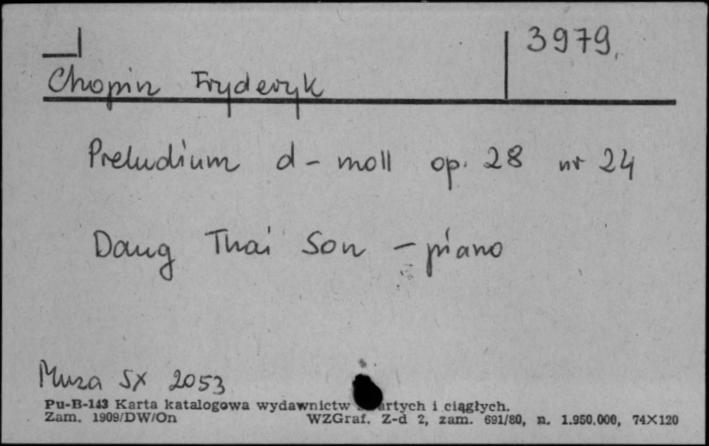 3979.
Chopin Fryderyk
Preludium d-moll op. 28 nr 24
Dang Thai Son - piano
Muza SX 2053
Pu-B-143 Karta katalogowa wydawnictw artych i ciągłych.
Zam. 1909/DW/On WZGraf. Z-d 2, zam. 691/80, n. 1.950.000, 74X120